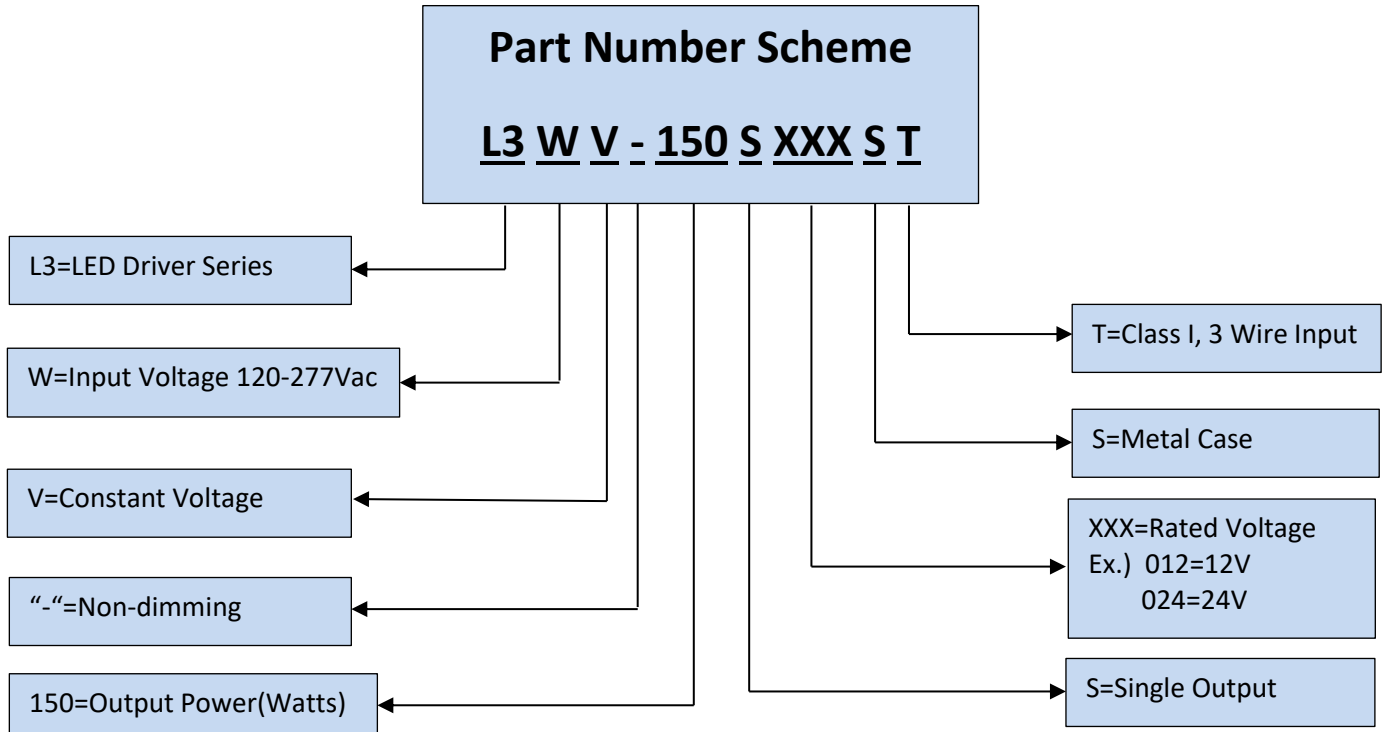 Part Number Scheme
L3 W V - 150 S XXX S T
L3=LED Driver Series
W=Input Voltage 120-277Vac
V=Constant Voltage
“-“=Non-dimming
150=Output Power(Watts)
T=Class I, 3 Wire Input
S=Metal Case
XXX=Rated Voltage
Ex.) 012=12V
024=24V
S=Single Output